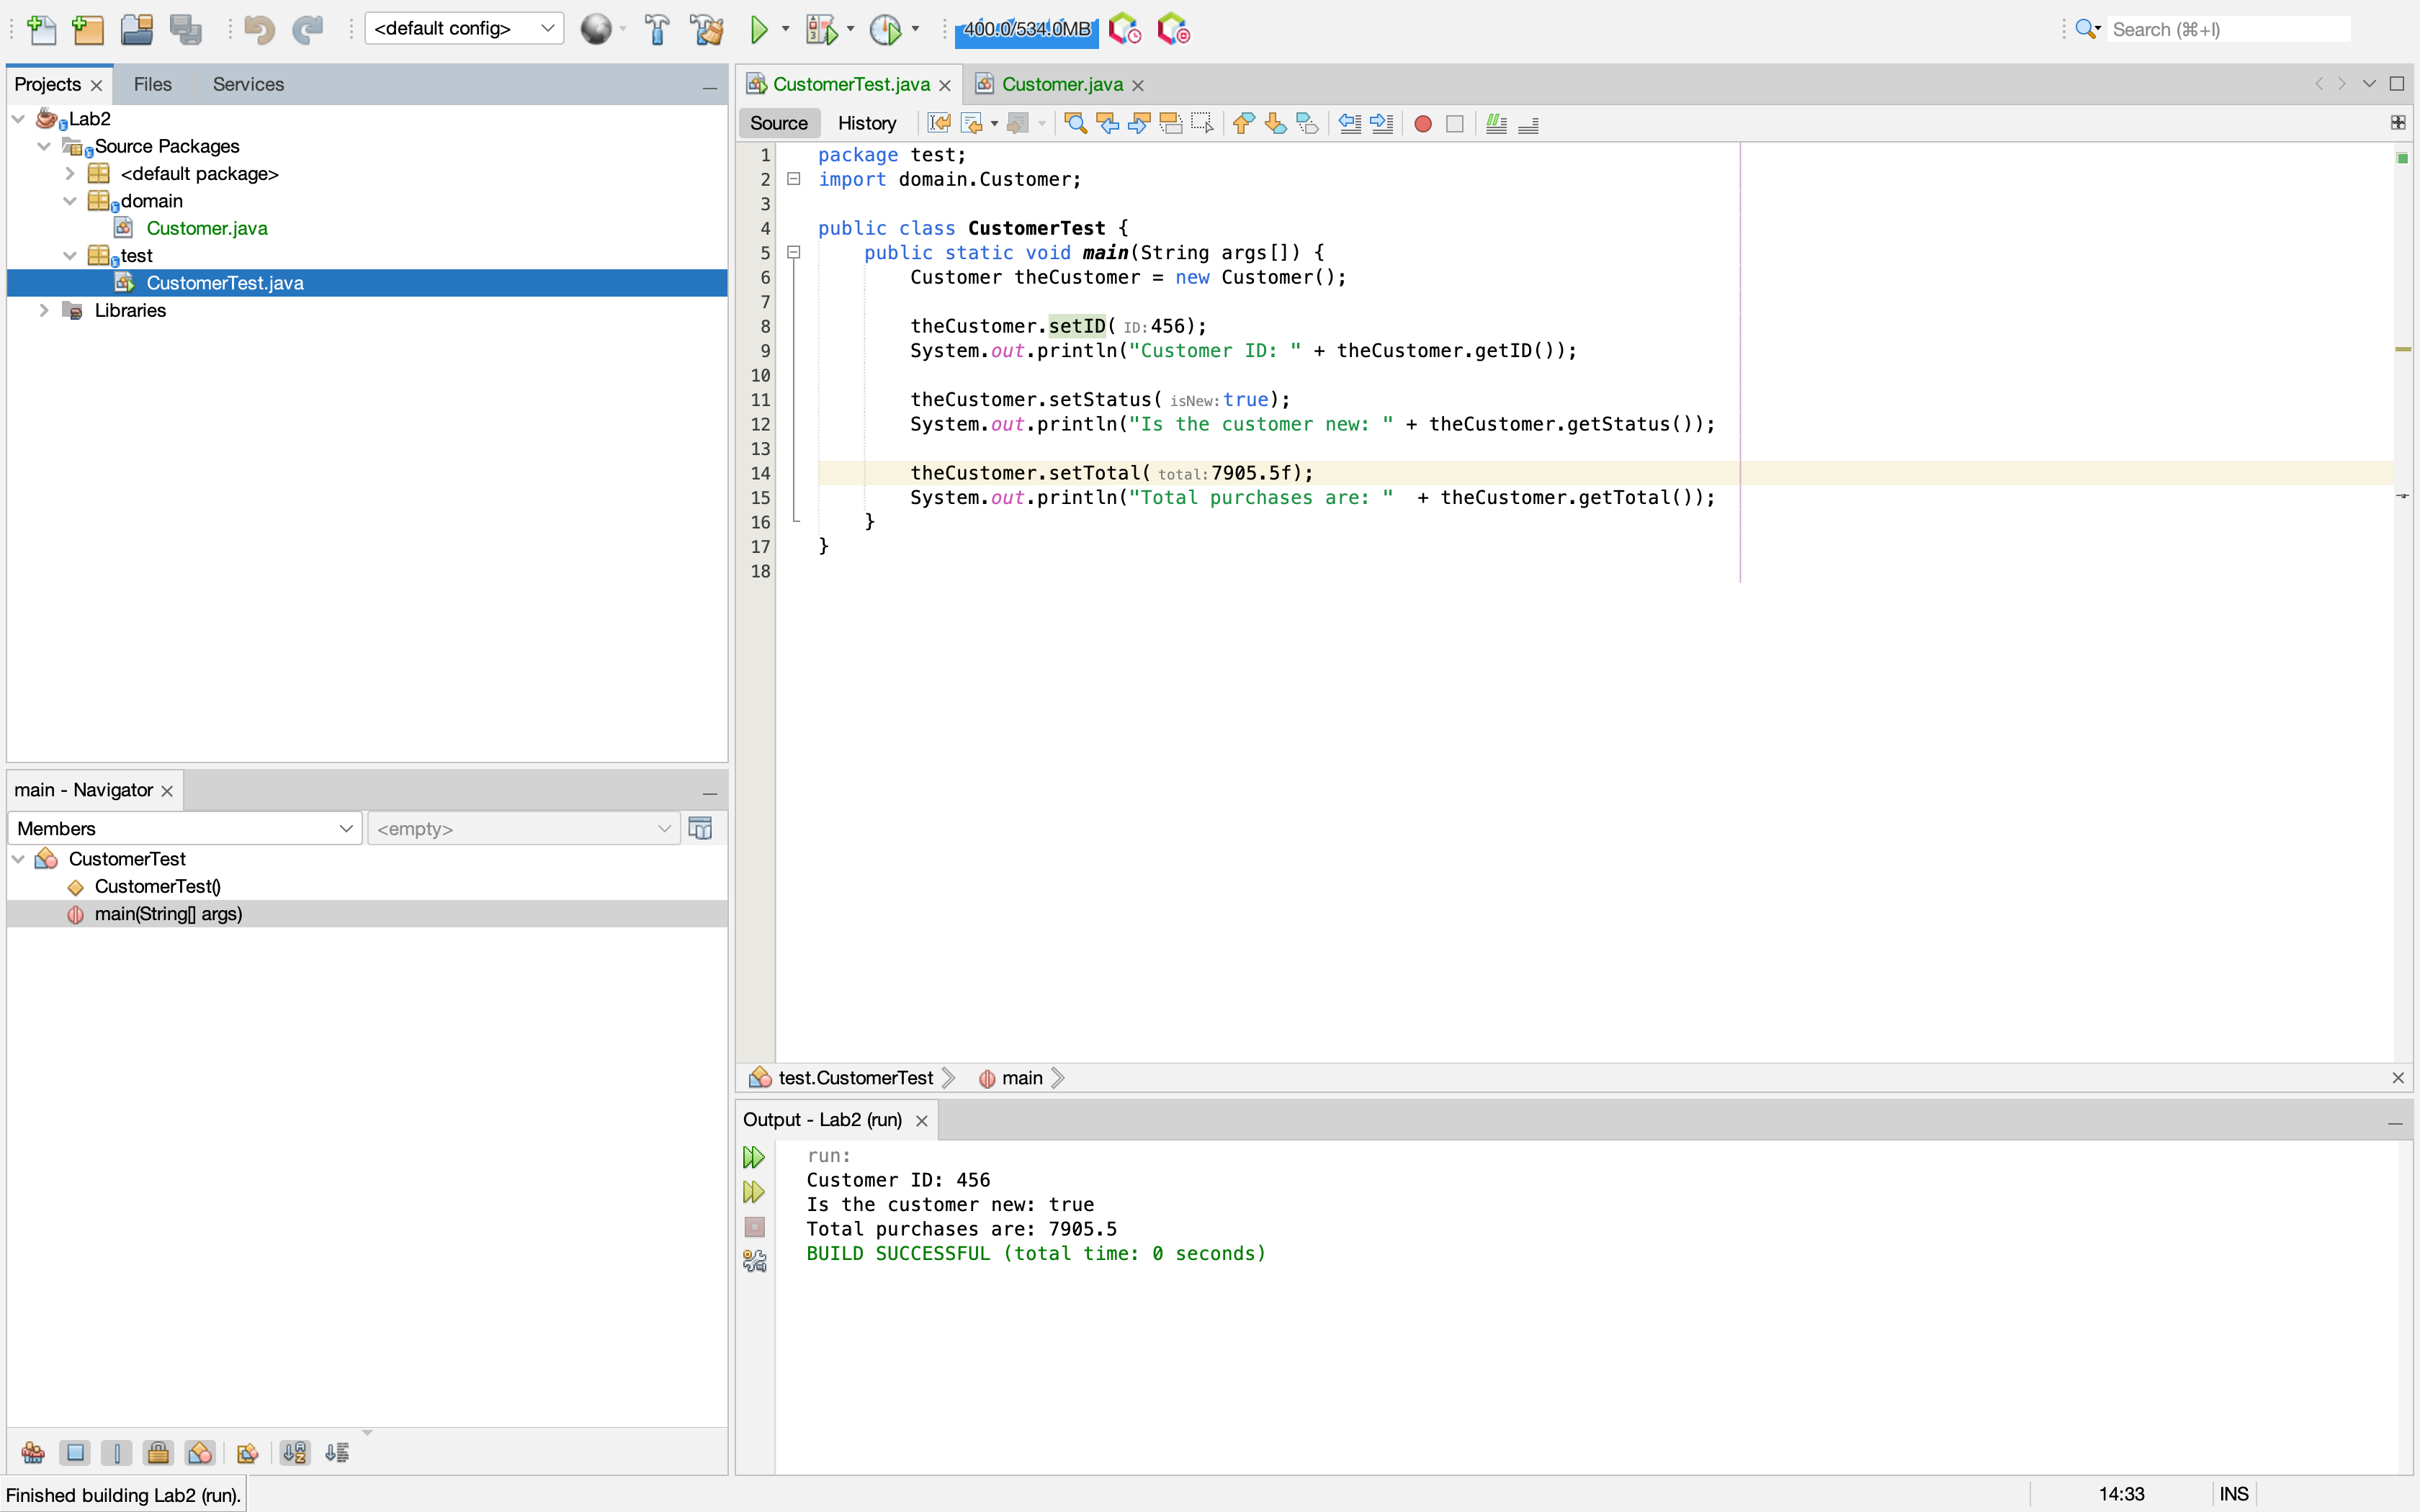 <default config>
400.0/534.0MB
Search (⌘+I)
Projects
Files
Services
Lab2
Source Packages
<default package>
domain
Customer.java
test
CustomerTest.java
Libraries
main - Navigator
Members
<empty>
CustomerTest
CustomerTest()
main(String[] args)
CustomerTest.java
Customer.java
Source
History
1 package test;
2 import domain.Customer;
3
4 public class CustomerTest {
5 public static void main(String args[]) {
6 Customer theCustomer = new Customer();
7
8 theCustomer.setID( ID: 456);
9 System.out.println("Customer ID: " + theCustomer.getID());
10
11 theCustomer.setStatus( isNew: true);
12 System.out.println("Is the customer new: " + theCustomer.getStatus());
13
14 theCustomer.setTotal( total: 7905.5f);
15 System.out.println("Total purchases are: "  + theCustomer.getTotal());
16 }
17 }
18
test.CustomerTest
main
Output - Lab2 (run)
run:
Customer ID: 456
Is the customer new: true
Total purchases are: 7905.5
BUILD SUCCESSFUL (total time: 0 seconds)
Finished building Lab2 (run).
14:33
INS